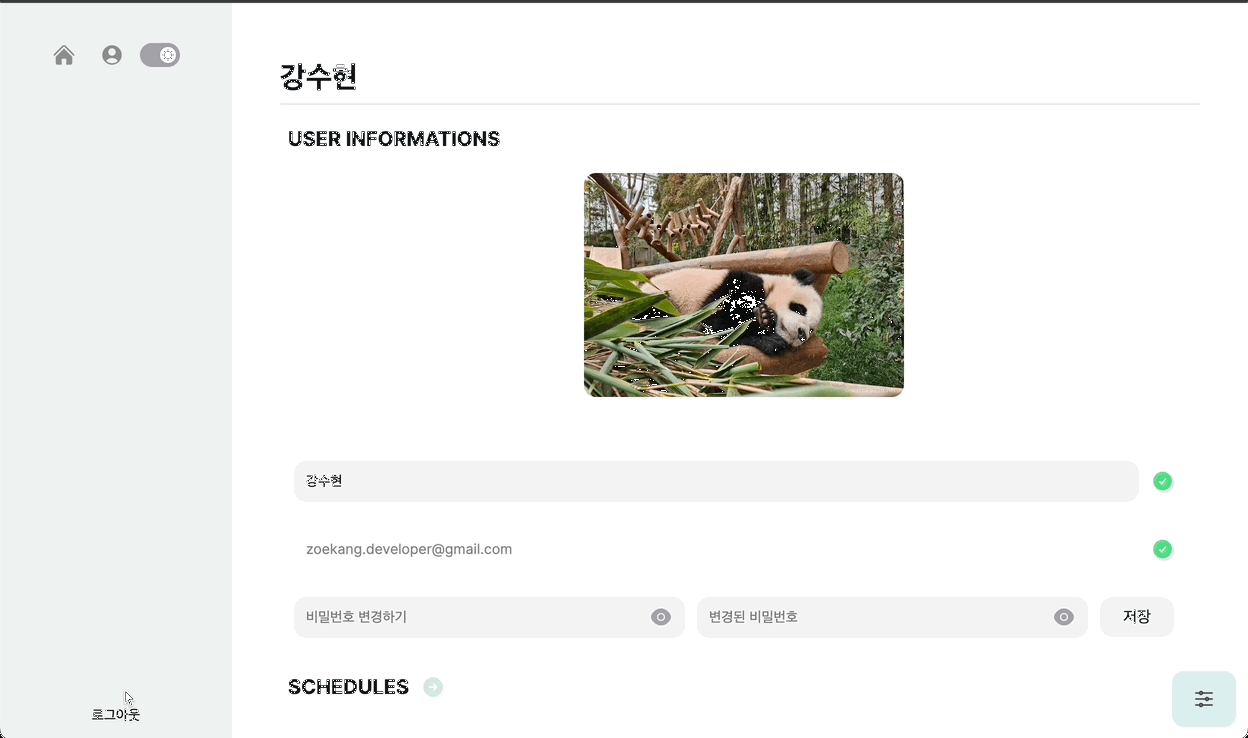 강수현
USER INFORMATIONS
강수현
zoekang.developer@gmail.com
비밀번호 변경하기
변경된 비밀번호
저장
SCHEDULES
로그아웃